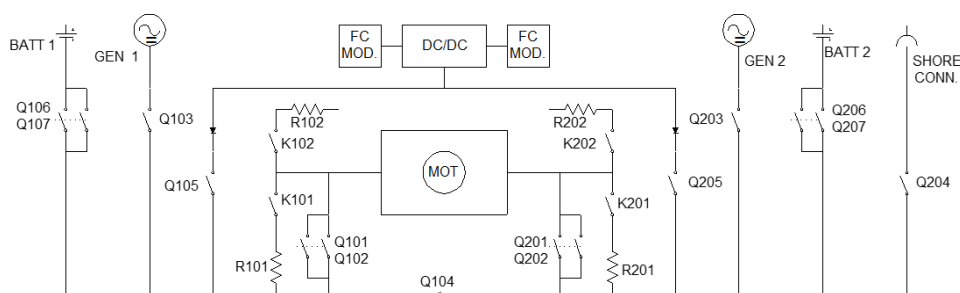 BATT 1
GEN 1
FC
MOD.
DC/DC
FC
MOD.
GEN 2
BATT 2
SHORE
CONN.
Q106
Q107
Q103
R102
K102
R202
K202
Q203
Q206
Q207
Q105
MOT
Q205
Q204
K101
K201
Q101
Q102
Q201
Q202
R101
R201
Q104